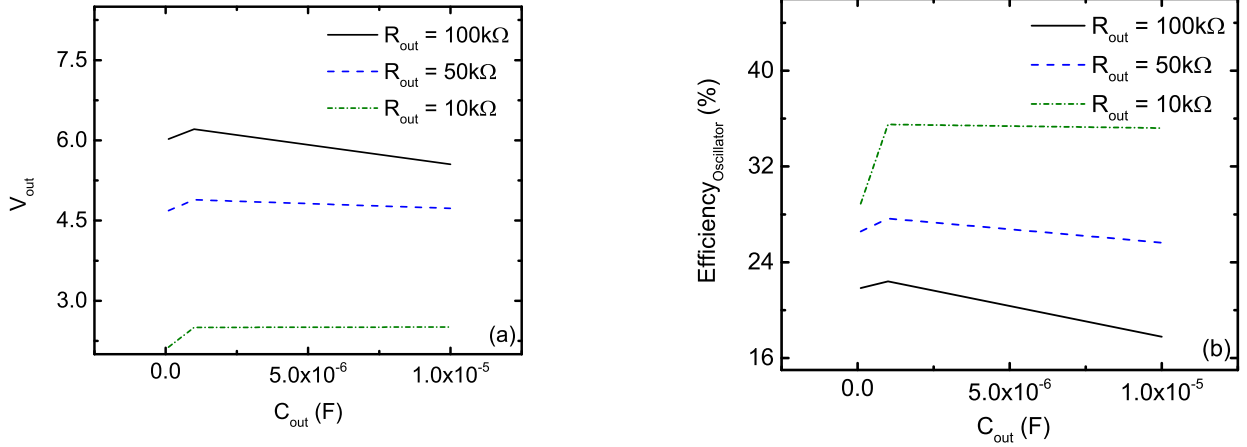 R_out = 100kΩ
R_out = 50kΩ
R_out = 10kΩ
7.5
6.0
4.5
3.0
V_out
0.0
5.0x10^-6
1.0x10^-5
C_out (F)
(a)
R_out = 100kΩ
R_out = 50kΩ
R_out = 10kΩ
40
32
24
16
Efficiency_Oscillator (%)
0.0
5.0x10^-6
1.0x10^-5
C_out (F)
(b)